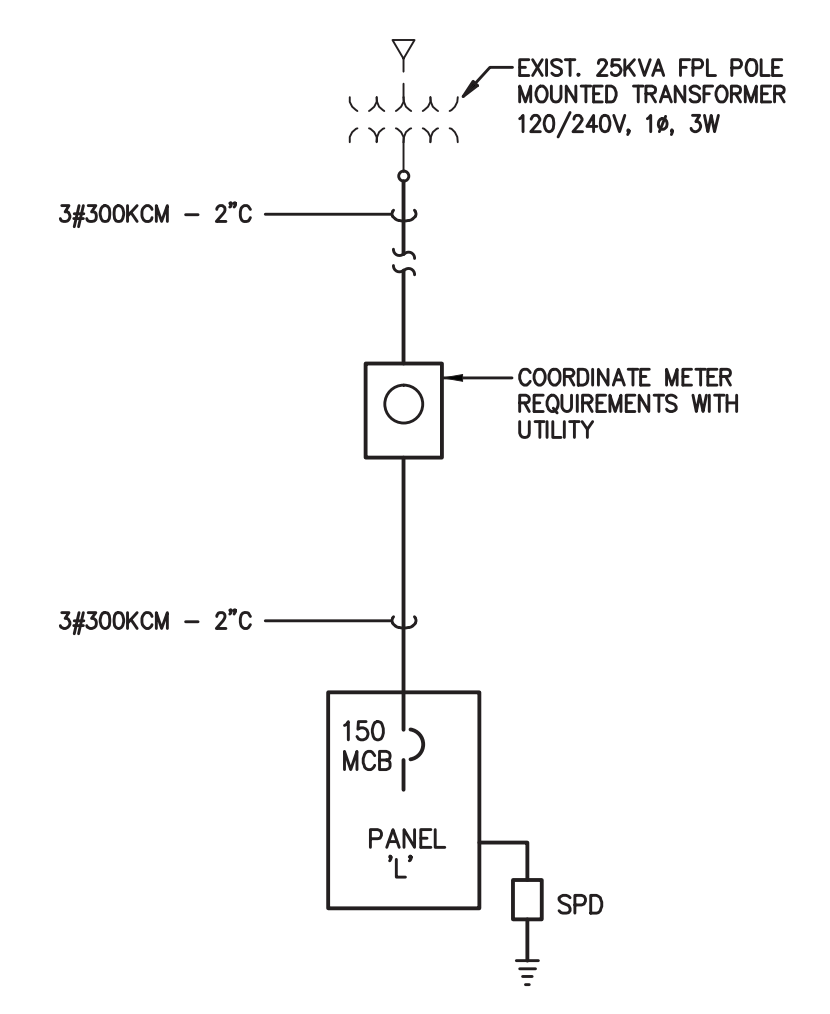 EXIST. 25KVA FPL POLE
MOUNTED TRANSFORMER
120/240V, 1ø, 3W
3#300KCM - 2"C
COORDINATE METER
REQUIREMENTS WITH
UTILITY
3#300KCM - 2"C
150
MCB
PANEL
'L'
SPD